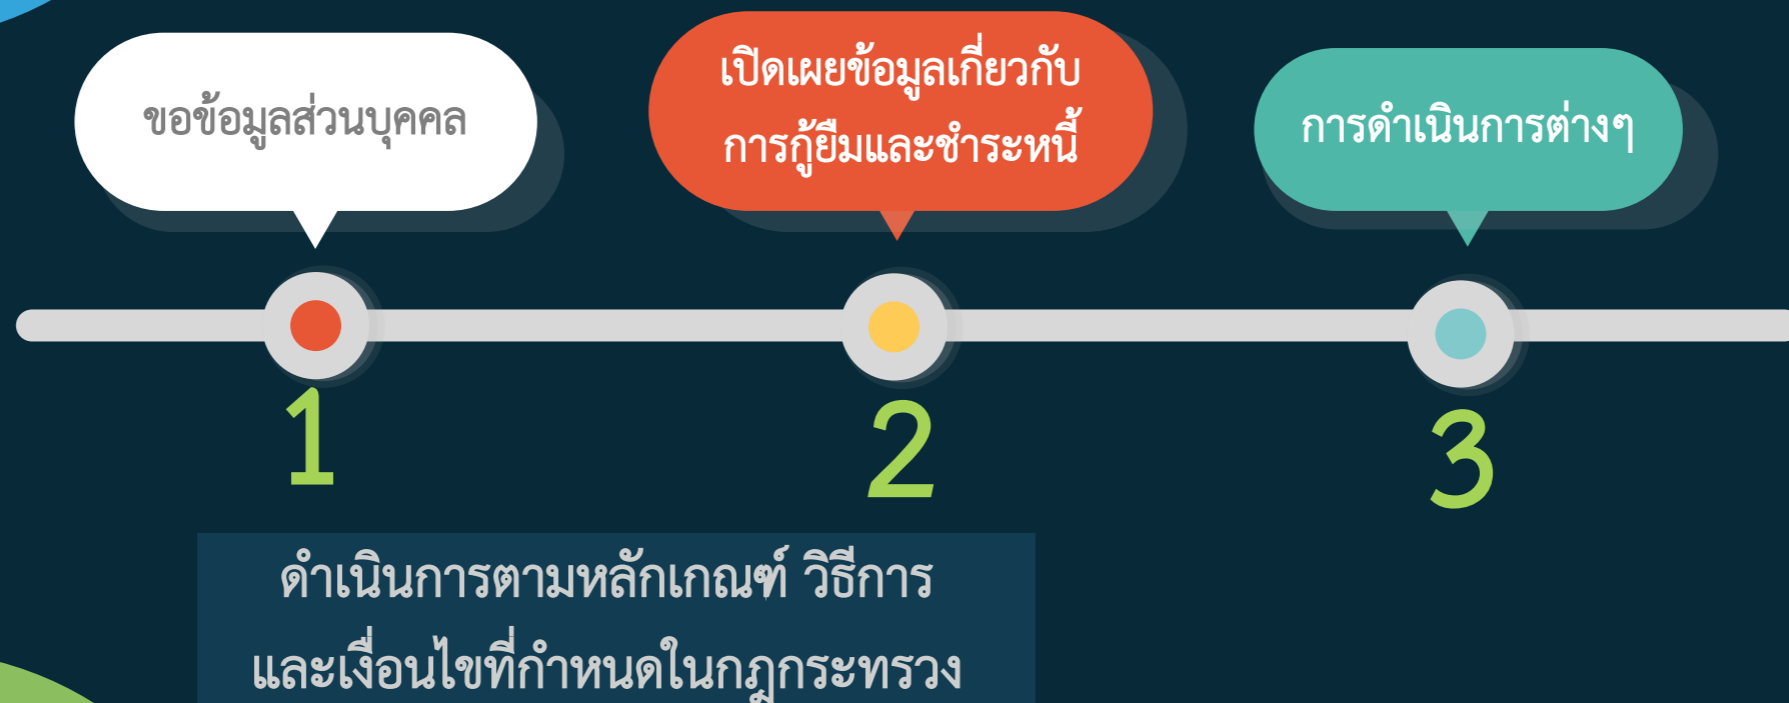 ขอข้อมูลส่วนบุคคล
เปิดเผยข้อมูลเกี่ยวกับ
การกู้ยืมและชำระหนี้
การดำเนินการต่างๆ
1
2
3
ดำเนินการตามหลักเกณฑ์ วิธีการ
และเงื่อนไขที่กำหนดในกฎกระทรวง